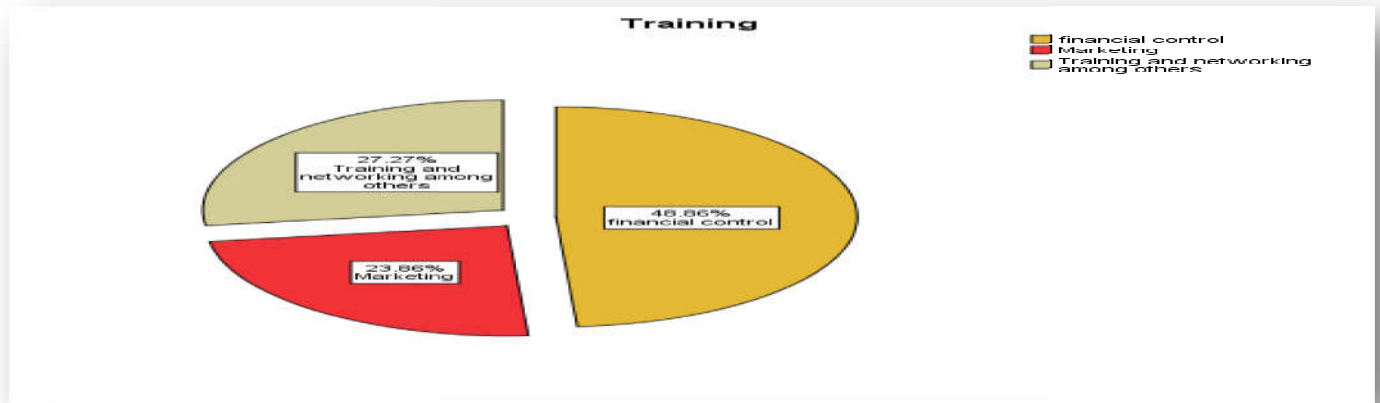 Training
financial control
Marketing
Training and networking
among others
27.27%
Training and
networking among
others
48.86%
financial control
23.86%
Marketing